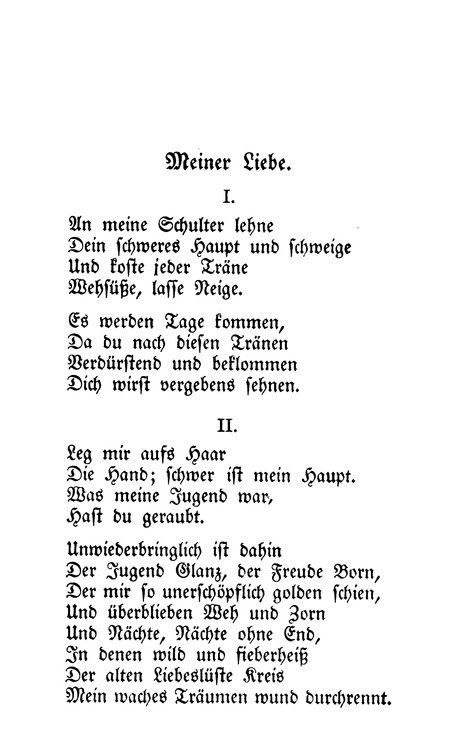 Meiner Liebe.
I.
An meine Schulter lehne
Dein schweres Haupt und schweige
Und koste jeder Träne
Wehsüße, lasse Neige.
Es werden Tage kommen,
Da du nach diesen Tränen
Verdürstend und beklommen
Dich wirst vergebens sehnen.
II.
Leg mir aufs Haar
Die Hand; schwer ist mein Haupt.
Was meine Jugend war,
Hast du geraubt.
Unwiederbringlich ist dahin
Der Jugend Glanz, der Freude Born,
Der mir so unerschöpflich golden schien,
Und überblieben Weh und Zorn
Und Nächte, Nächte ohne End,
In denen wild und fieberheiß
Der alten Liebeslüste Kreis
Mein waches Träumen wund durchrennt.